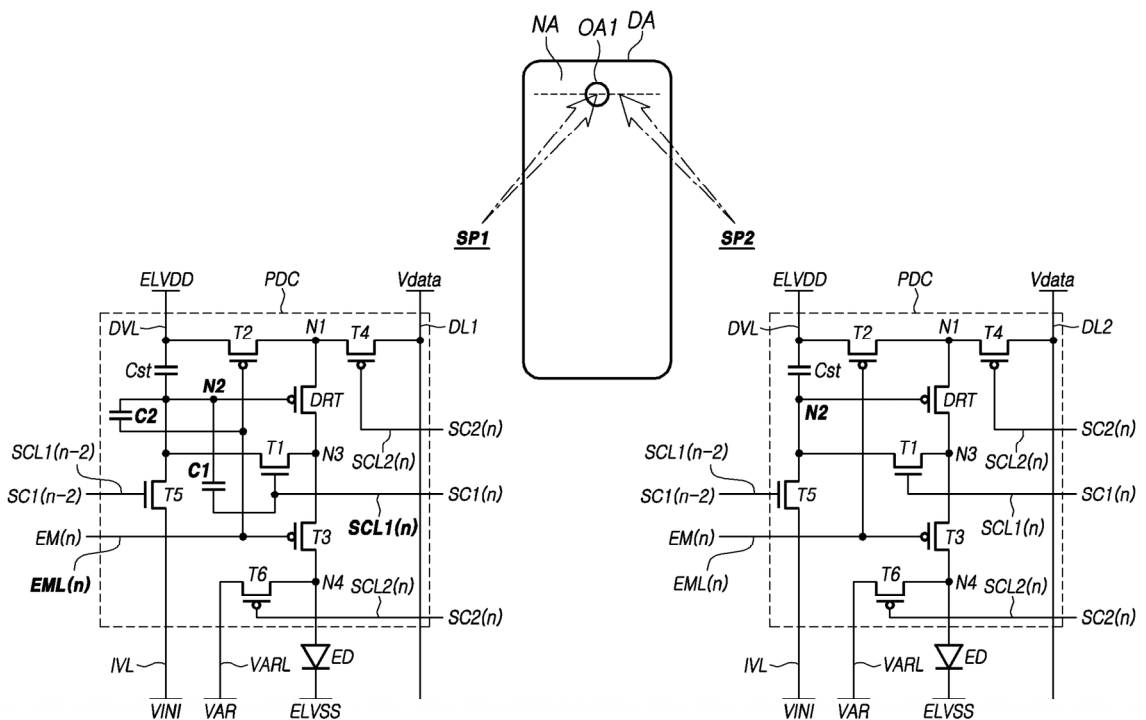 NA OA1 DA
SP1 SP2
ELVDD PDC Vdata
DVL T2 N1 T4 DL1
Cst
N2
DRT
C2
SC2(n)
SCL1(n-2) T1 N3 SCL2(n)
C1
SC1(n-2) T5 SC1(n)
SCL1(n)
EM(n) T3
EML(n) T6 N4 SCL2(n)
SC2(n)
IVL VARL ED
VINI VAR ELVSS
ELVDD PDC Vdata
DVL T2 N1 T4 DL2
Cst
N2 DRT
SC2(n)
SCL1(n-2) T1 N3 SCL2(n)
SC1(n-2) T5 SC1(n)
SCL1(n)
EM(n) T3
EML(n) T6 N4 SCL2(n)
SC2(n)
IVL VARL ED
VINI VAR ELVSS